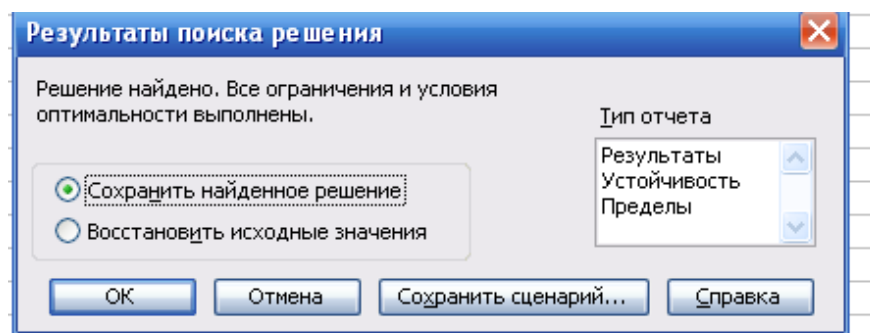 Результаты поиска решения
Решение найдено. Все ограничения и условия
оптимальности выполнены.
Тип отчета
Результаты
Устойчивость
Пределы
Сохранить найденное решение
Восстановить исходные значения
ОК
Отмена
Сохранить сценарий...
Справка